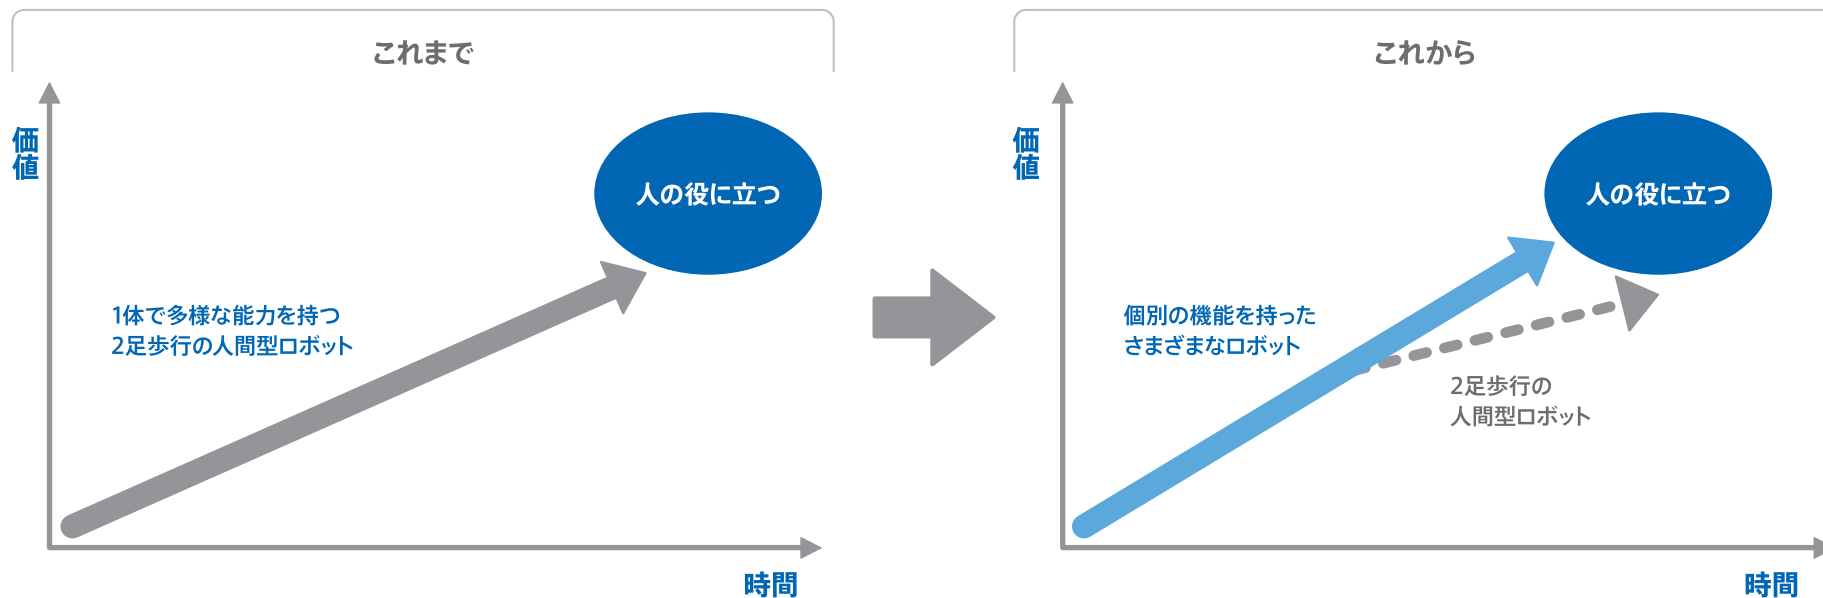 これまで
価値
人の役に立つ
1体で多様な能力を持つ
2足歩行の人間型ロボット
時間
これから
価値
人の役に立つ
個別の機能を持った
さまざまなロボット
2足歩行の
人間型ロボット
時間